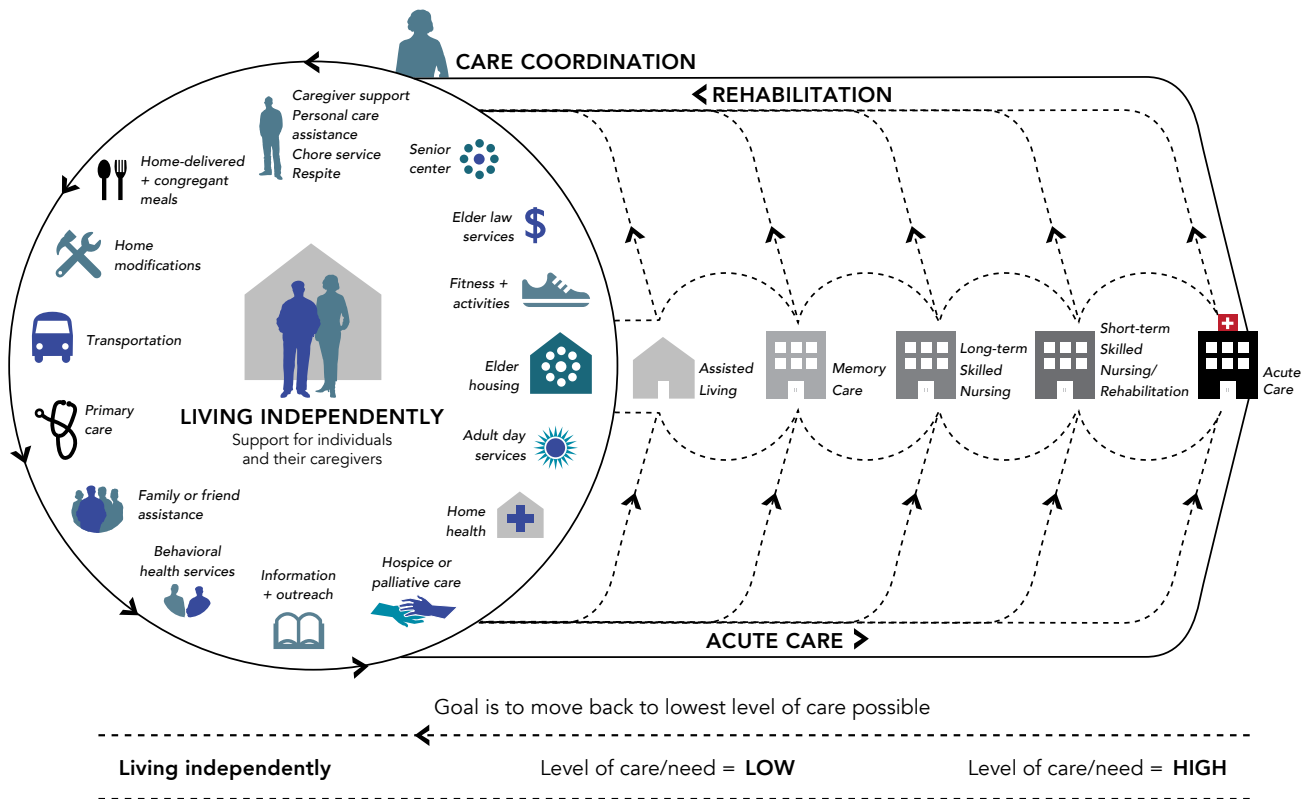 CARE COORDINATION
< REHABILITATION
Caregiver support
Personal care
assistance
Chore service
Respite
Senior
center
Home-delivered
+ congregant
meals
Elder law
services
$
Home
modifications
Fitness +
activities
Transportation
Elder
housing
Primary
care
LIVING INDEPENDENTLY
Support for individuals
and their caregivers
Adult day
services
Family or friend
assistance
Home
health
Behavioral
health services
Information
+ outreach
Hospice or
palliative care
Assisted
Living
Memory
Care
Long-term
Skilled
Nursing
Short-term
Skilled
Nursing/
Rehabilitation
Acute
Care
ACUTE CARE >
Goal is to move back to lowest level of care possible
Living independently
Level of care/need = LOW
Level of care/need = HIGH